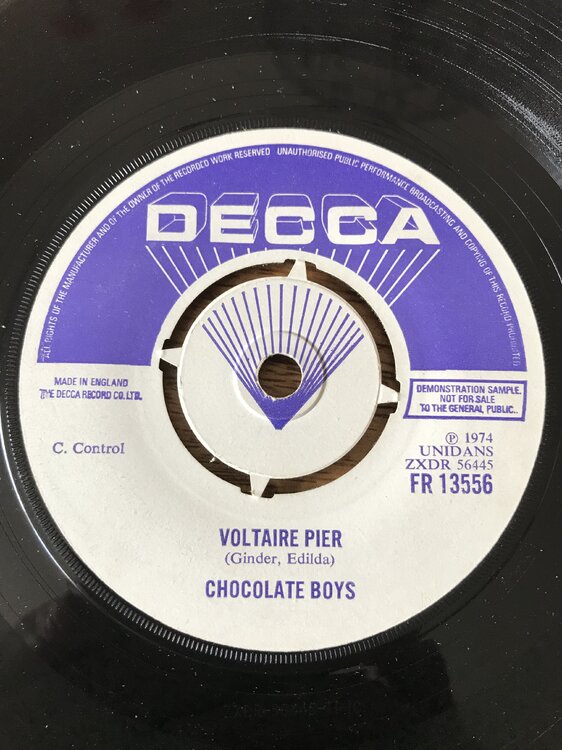 ALL RIGHTS OF THE MANUFACTURER AND OF THE OWNER OF THE RECORDED WORK RESERVED UNAUTHORISED PUBLIC PERFORMANCE BROADCASTING AND COPYING OF THIS RECORD PROHIBITED
DECCA
MADE IN ENGLAND
THE DECCA RECORD CO. LTD.
DEMONSTRATION SAMPLE
NOT FOR SALE
TO THE GENERAL PUBLIC..
C. Control
℗ 1974
UNIDANS
ZXDR 56445
FR 13556
VOLTAIRE PIER
(Ginder, Edilda)
CHOCOLATE BOYS